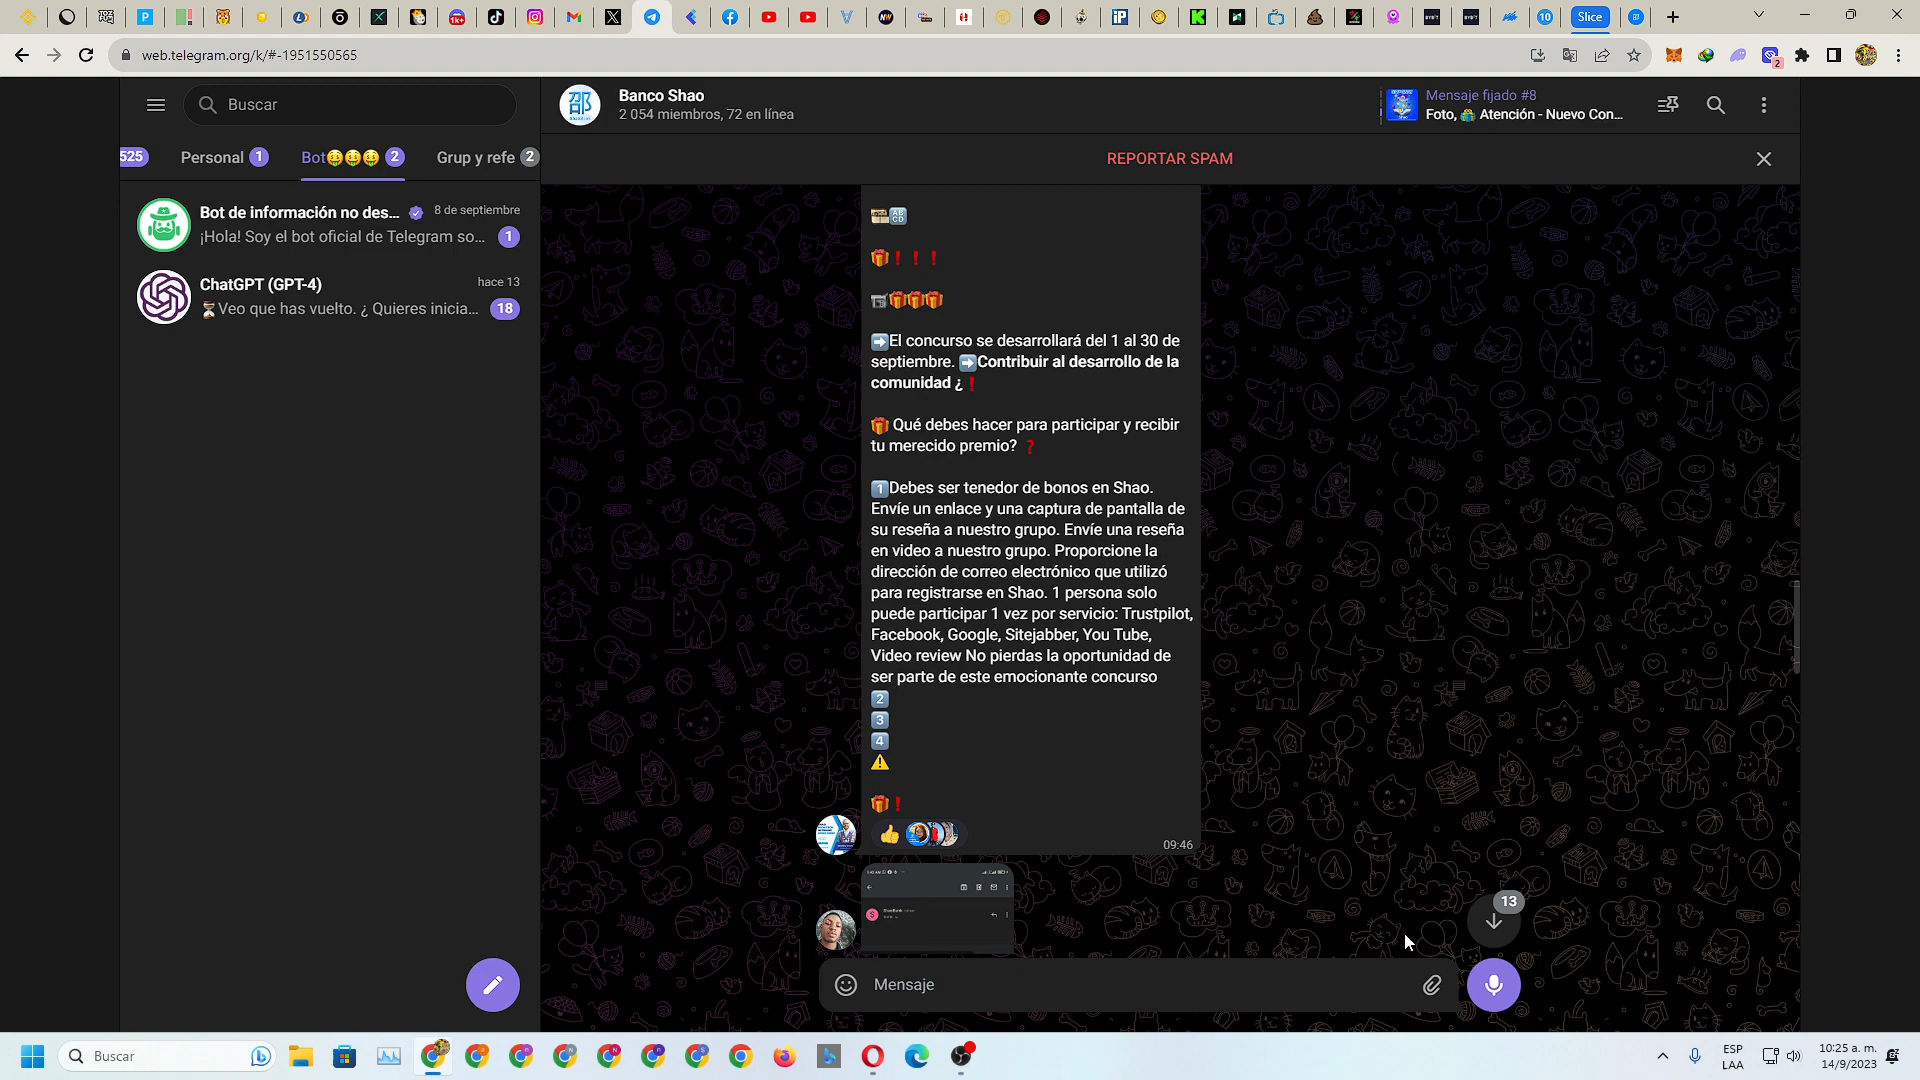 Slice
web.telegram.org/k/#-1951550565
2
Buscar
525
Personal 1
Bot 2
Grup y refe 2
Bot de información no des...
8 de septiembre
¡Hola! Soy el bot oficial de Telegram so...
1
ChatGPT (GPT-4)
hace 13
Veo que has vuelto. ¿ Quieres inicia...
18
Banco Shao
2 054 miembros, 72 en línea
Mensaje fijado #8
Foto, 🎁 Atención - Nuevo Con...
REPORTAR SPAM
🎁❗❗❗
🎁🎁🎁
➡️El concurso se desarrollará del 1 al 30 de
septiembre. ➡️Contribuir al desarrollo de la
comunidad ¿❗
🎁 Qué debes hacer para participar y recibir
tu merecido premio? ❓
1️⃣Debes ser tenedor de bonos en Shao.
Envíe un enlace y una captura de pantalla de
su reseña a nuestro grupo. Envíe una reseña
en video a nuestro grupo. Proporcione la
dirección de correo electrónico que utilizó
para registrarse en Shao. 1 persona solo
puede participar 1 vez por servicio: Trustpilot,
Facebook, Google, Sitejabber, You Tube,
Video review No pierdas la oportunidad de
ser parte de este emocionante concurso
2️⃣
3️⃣
4️⃣
⚠️
🎁❗
09:46
13
Mensaje
Buscar
ESP
LAA
10:25 a. m.
14/9/2023